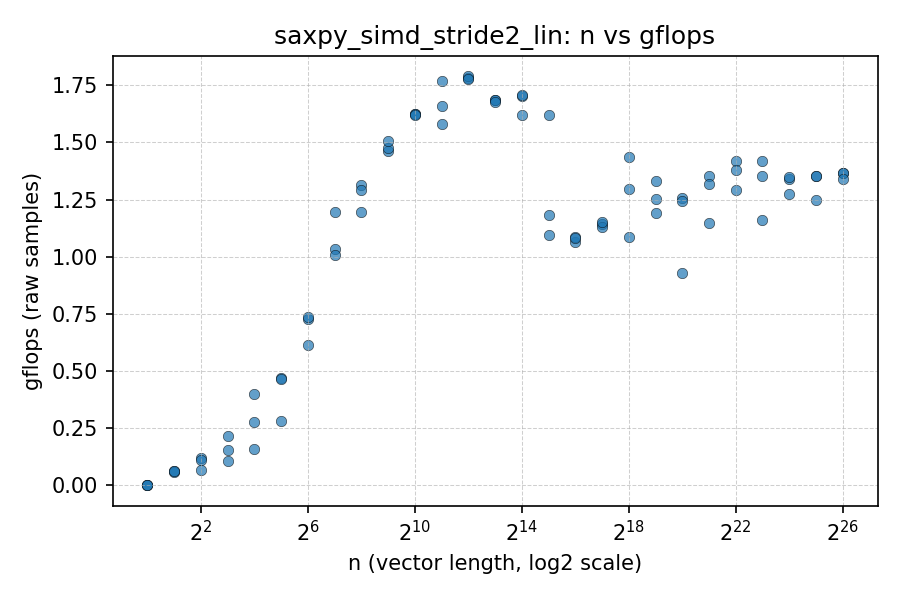 saxpy_simd_stride2_lin: n vs gflops
gflops (raw samples)
1.75
1.50
1.25
1.00
0.75
0.50
0.25
0.00
2^2 2^6 2^10 2^14 2^18 2^22 2^26
n (vector length, log2 scale)